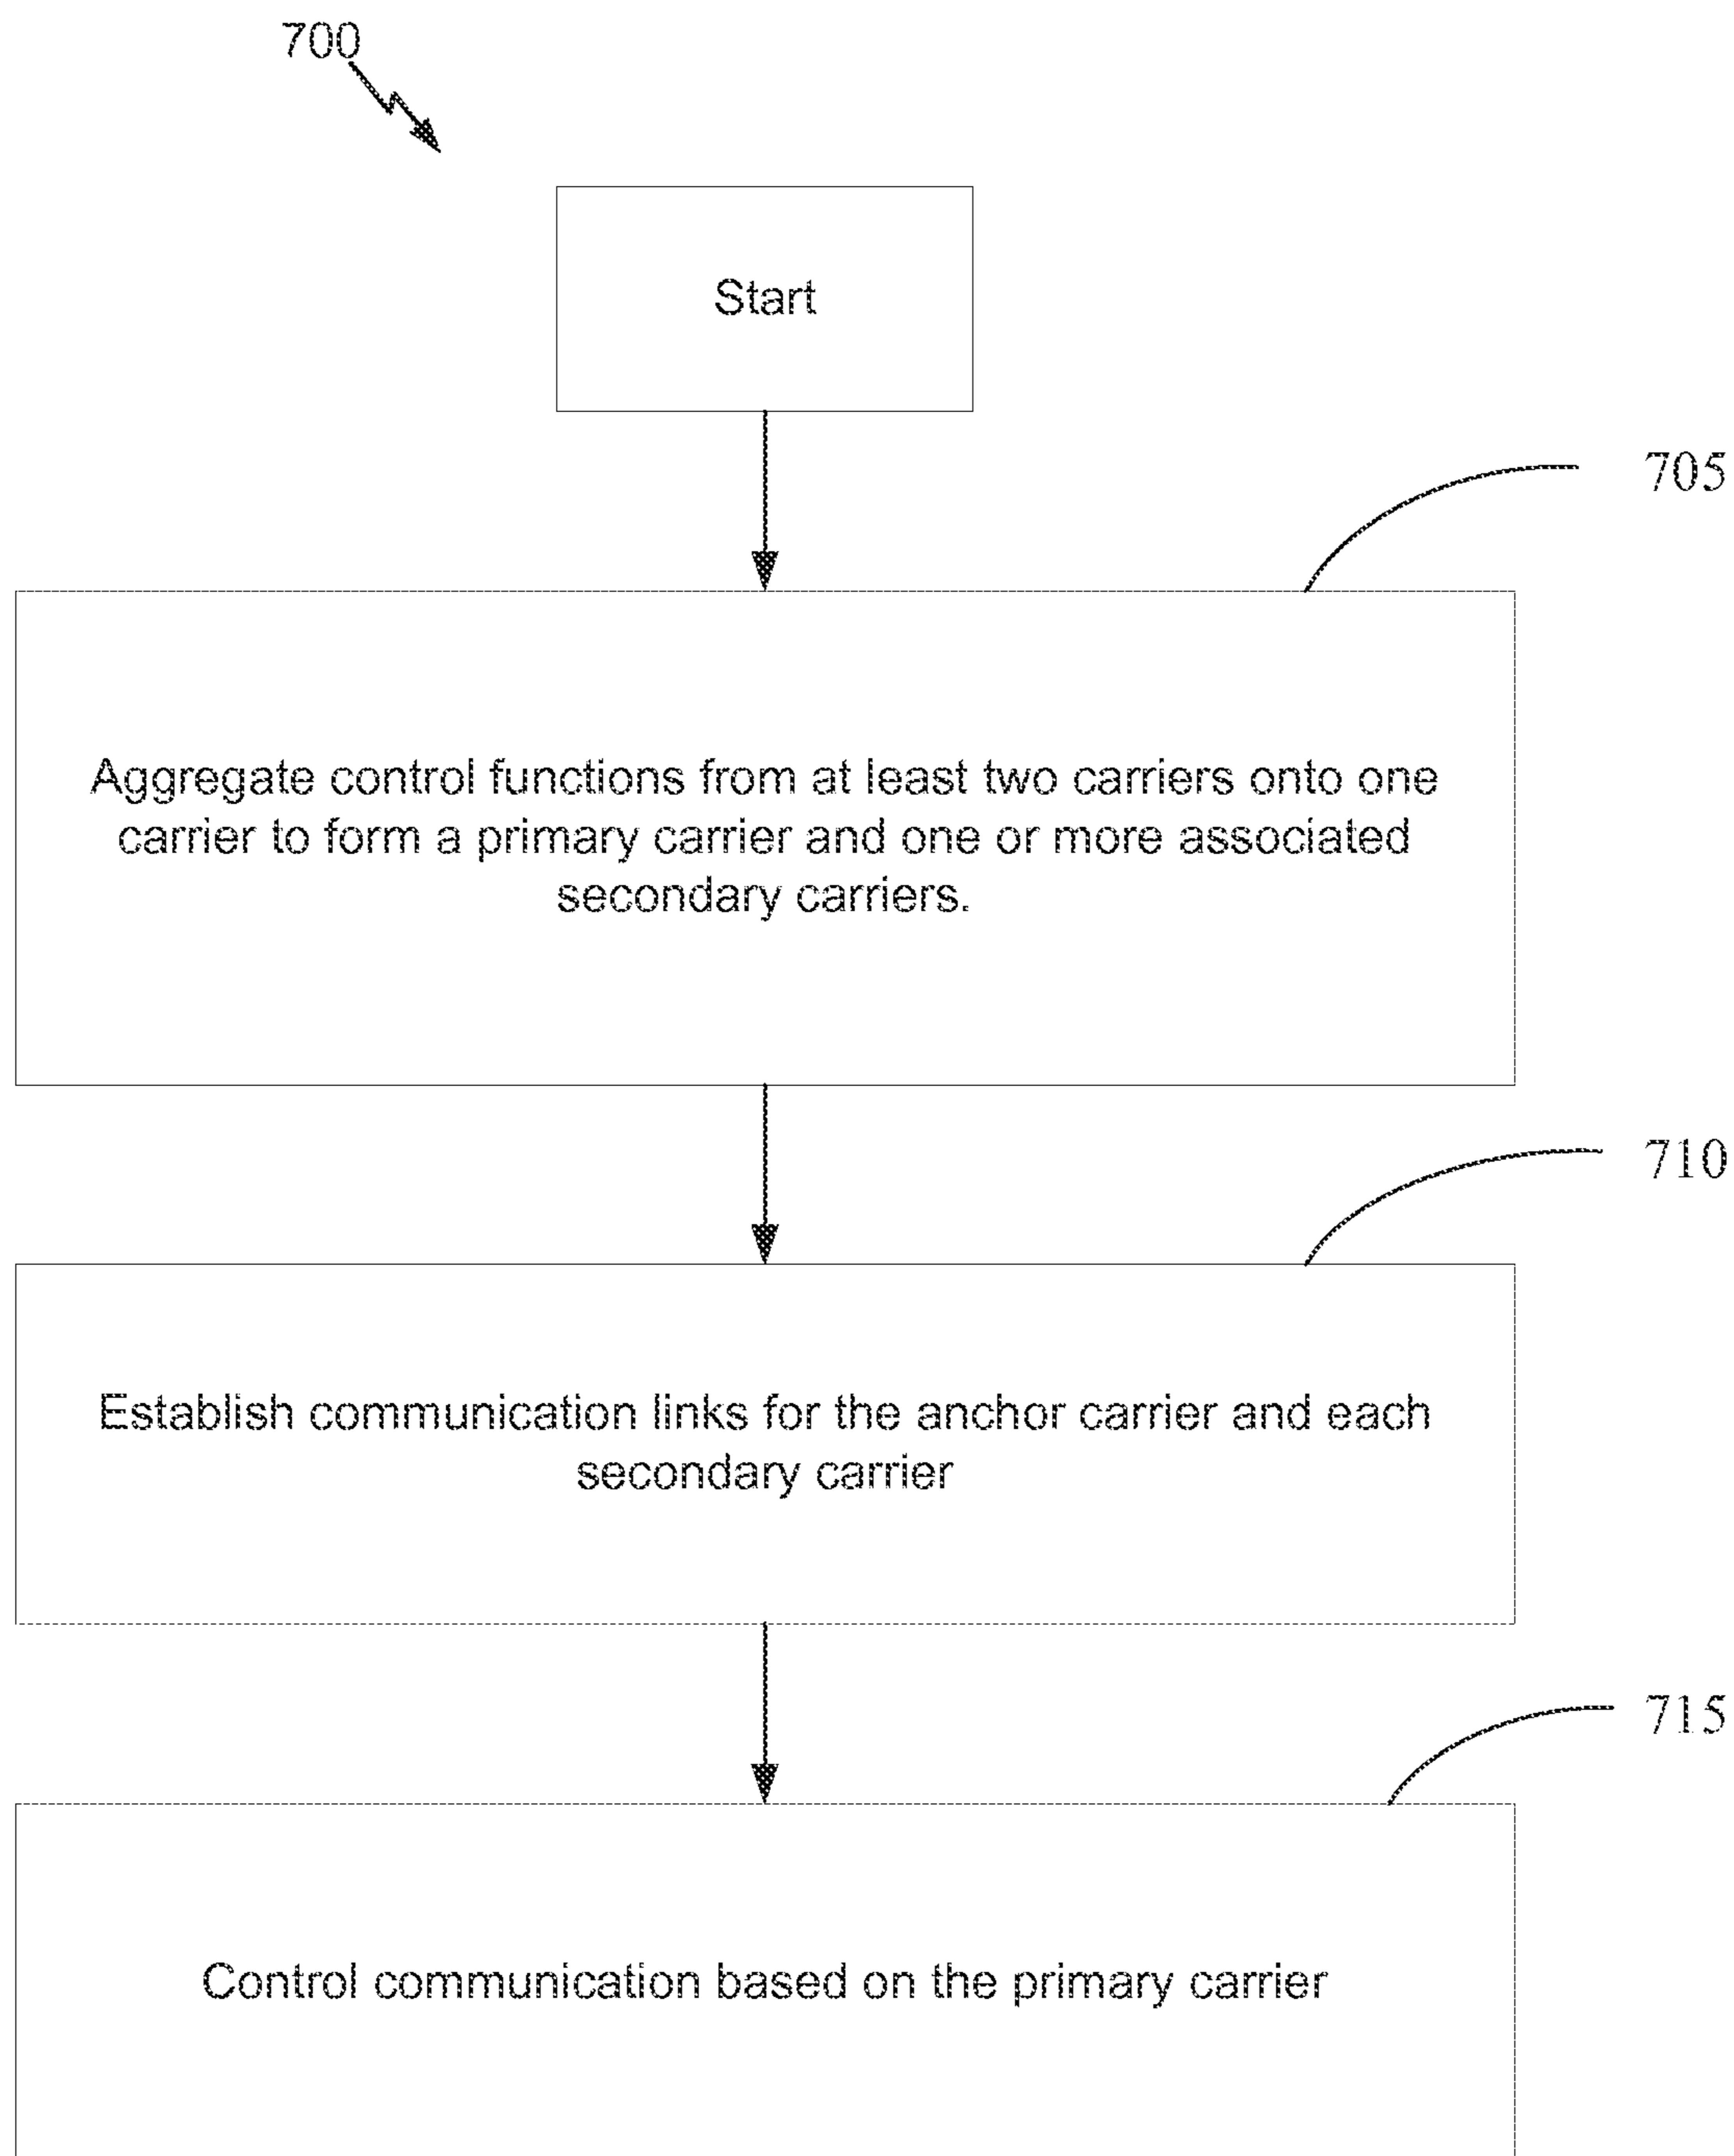 700
Start
705
Aggregate control functions from at least two carriers onto one
carrier to form a primary carrier and one or more associated
secondary carriers.
710
Establish communication links for the anchor carrier and each
secondary carrier
715
Control communication based on the primary carrier